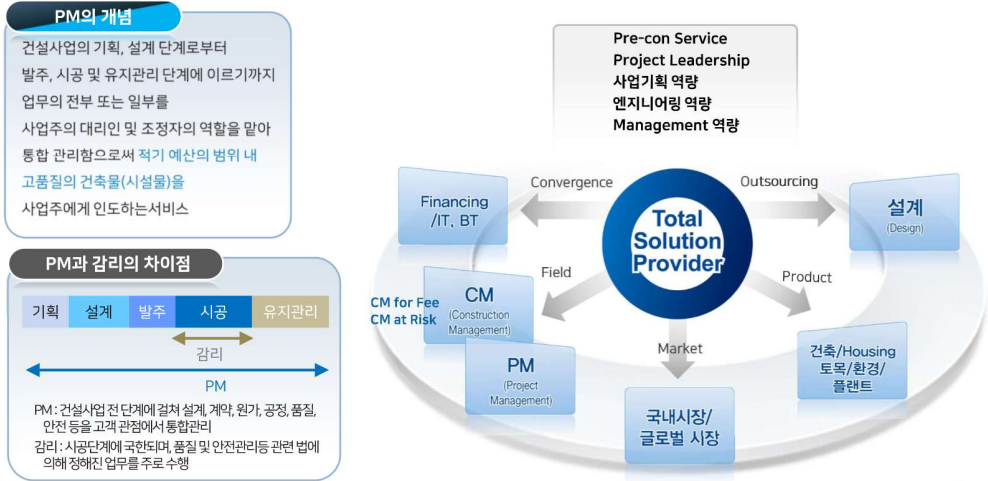 PM의 개념
건설사업의 기획, 설계 단계로부터
발주, 시공 및 유지관리 단계에 이르기까지
업무의 전부 또는 일부를
사업주의 대리인 및 조정자의 역할을 맡아
통합 관리함으로써 적기 예산의 범위 내
고품질의 건축물(시설물)을
사업주에게 인도하는서비스
PM과 감리의 차이점
기획 설계 발주 시공 유지관리
감리
PM
PM : 건설사업 전 단계에 걸쳐 설계, 계약, 원가, 공정, 품질,
안전 등을 고객 관점에서 통합관리
감리 : 시공단계에 국한되며, 품질 및 안전관리등 관련 법에
의해 정해진 업무를 주로 수행
Pre-con Service
Project Leadership
사업기획 역량
엔지니어링 역량
Management 역량
Total
Solution
Provider
Convergence
Financing
/IT, BT
Outsourcing
설계
(Design)
Field
CM for Fee
CM at Risk
CM
(Construction
Management)
PM
(Project
Management)
Market
국내시장/
글로벌 시장
Product
건축/Housing
토목/환경/
플랜트